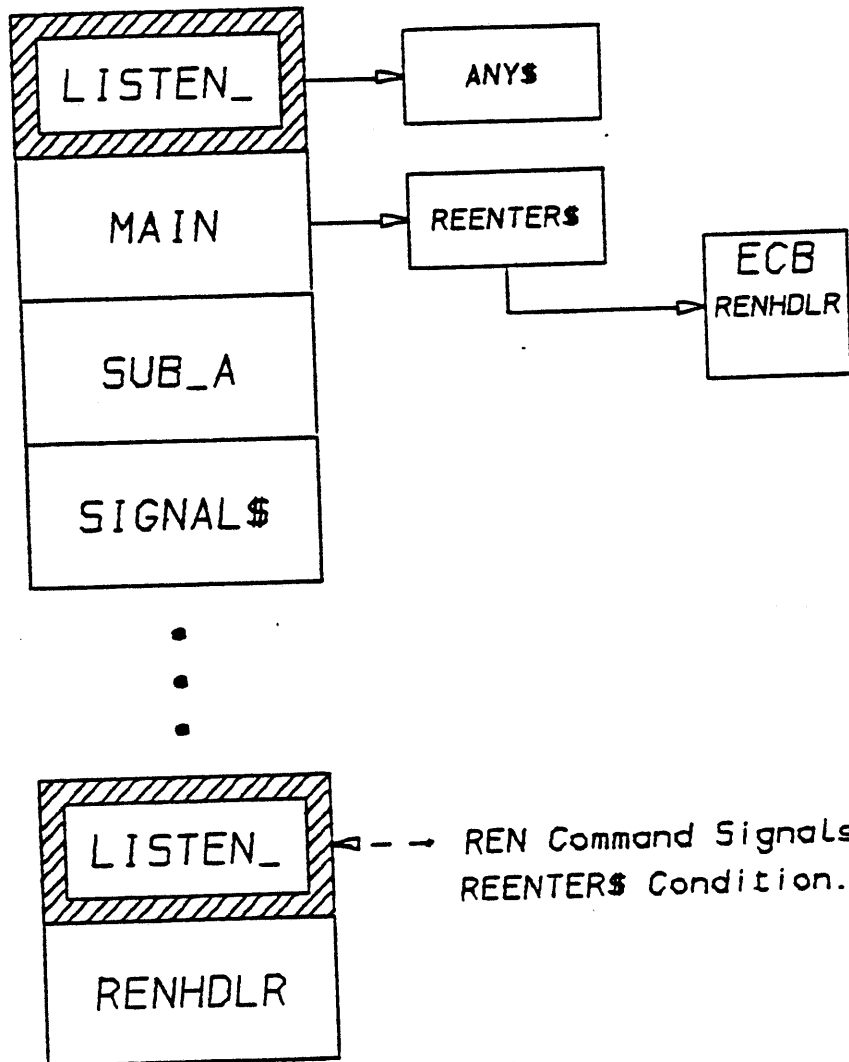 LISTEN_
ANY$
MAIN
REENTER$
ECB
RENHDLR
SUB_A
SIGNAL$
LISTEN_
REN Command Signals
REENTER$ Condition.
RENHDLR